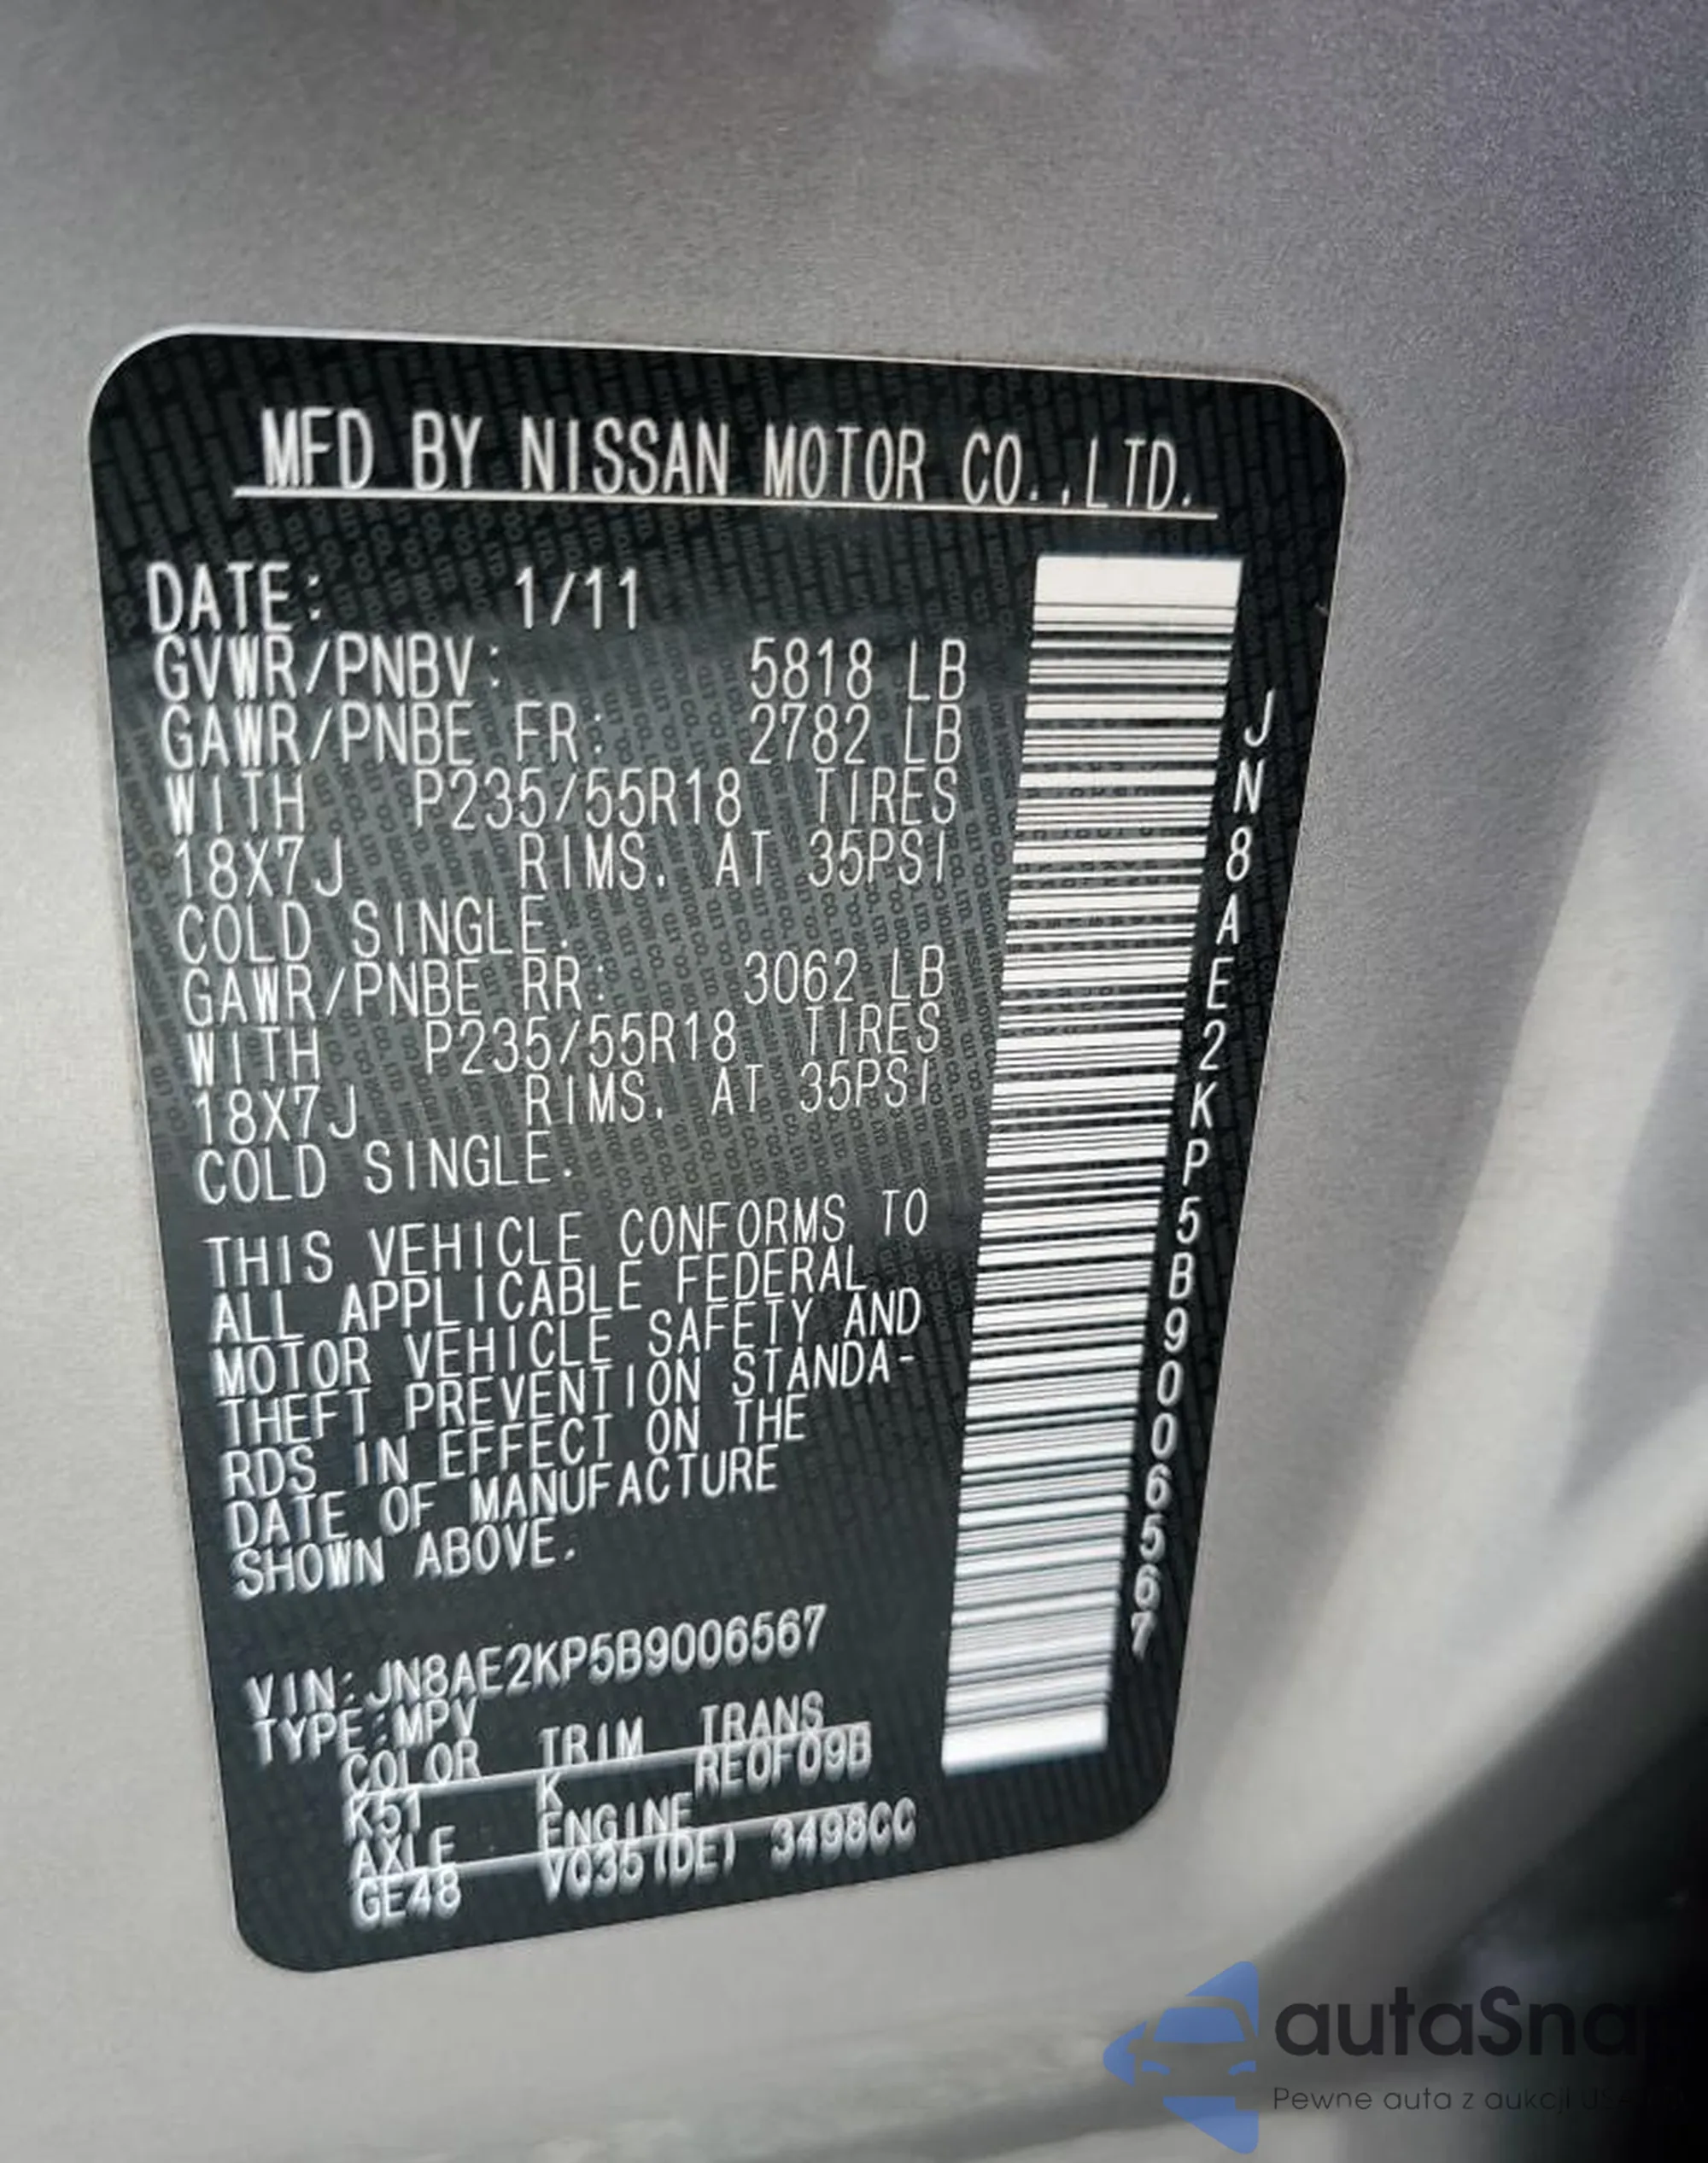 MFD BY NISSAN MOTOR CO.,LTD.
DATE: 1/11
GVWR/PNBV: 5818 LB
GAWR/PNBE FR: 2782 LB
WITH P235/55R18 TIRES
18X7J RIMS. AT 35PSI
COLD SINGLE.
GAWR/PNBE RR: 3062 LB
WITH P235/55R18 TIRES
18X7J RIMS. AT 35PSI
COLD SINGLE.
THIS VEHICLE CONFORMS TO
ALL APPLICABLE FEDERAL
MOTOR VEHICLE SAFETY AND
THEFT PREVENTION STANDA-
RDS IN EFFECT ON THE
DATE OF MANUFACTURE
SHOWN ABOVE.
VIN:JN8AE2KP5B9006567
TYPE:MPV
COLOR TRIM TRANS
K51 K RE0F09B
AXLE ENGINE
GE48 VQ35(DE) 3498CC
JN8AE2KP5B9006567
autaSna
Pewne auta z aukcji